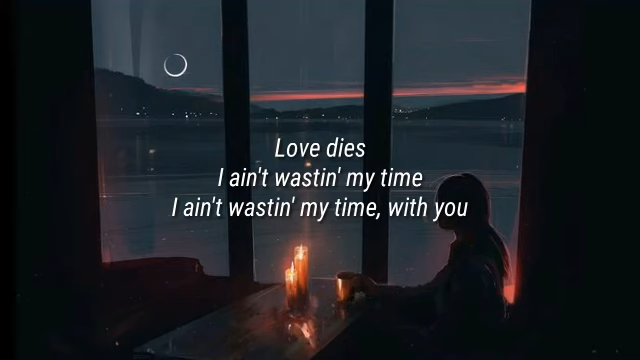 Love dies
I ain't wastin' my time
I ain't wastin' my time, with you